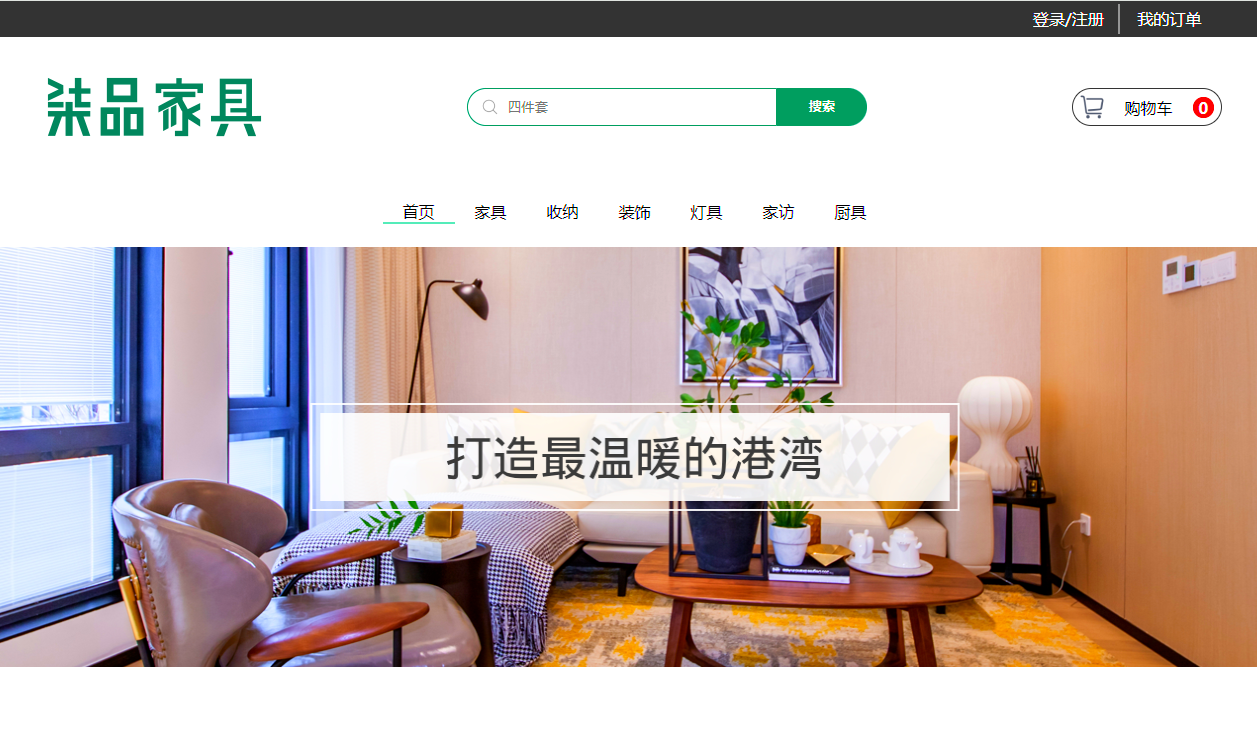 登录/注册 我的订单
柒品家具
四件套 搜索
购物车 0
首页 家具 收纳 装饰 灯具 家访 厨具
打造最温暖的港湾